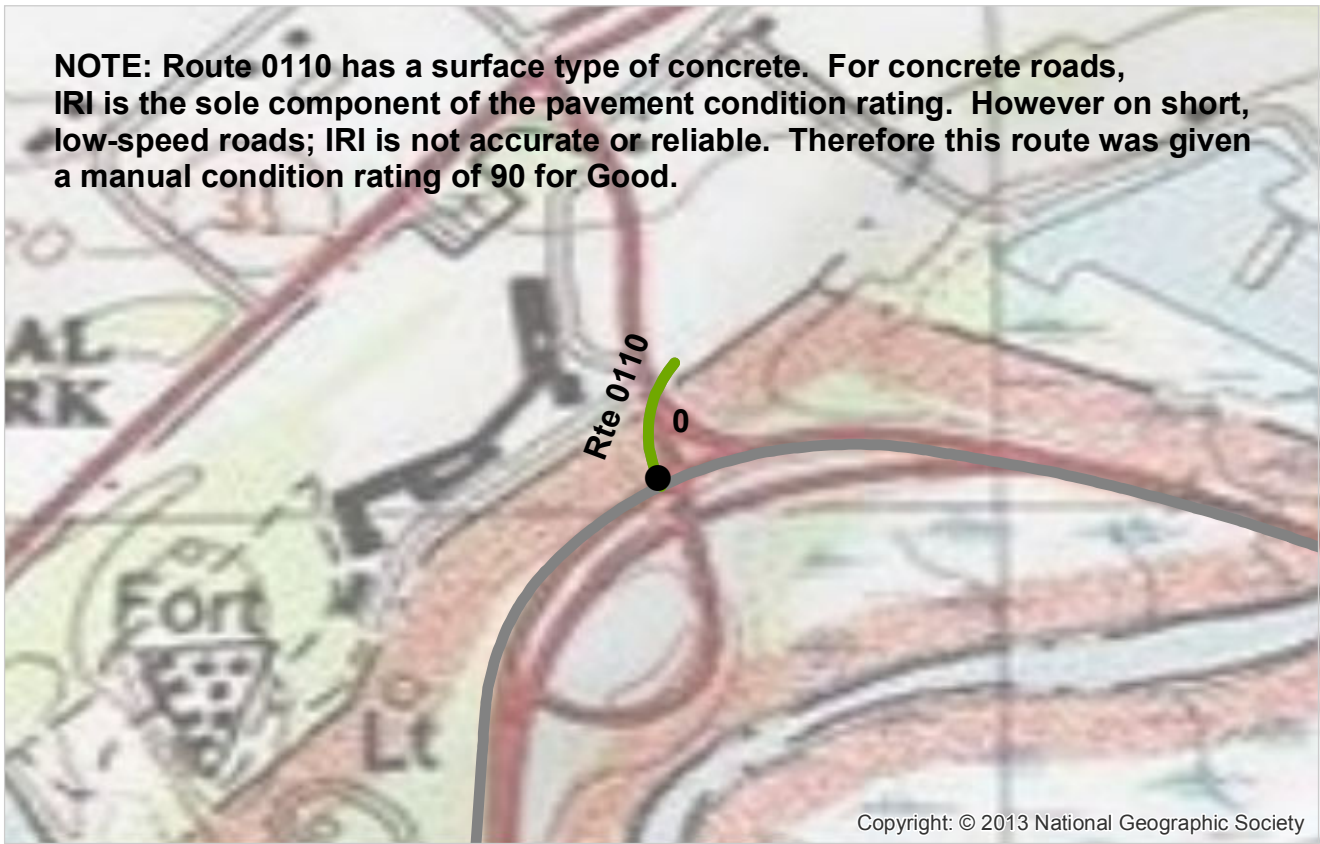 NOTE: Route 0110 has a surface type of concrete.  For concrete roads,
IRI is the sole component of the pavement condition rating.  However on short,
low-speed roads; IRI is not accurate or reliable.  Therefore this route was given
a manual condition rating of 90 for Good.
31
AL
RK
Rte 0110
0
Fort
Lt
Copyright: © 2013 National Geographic Society